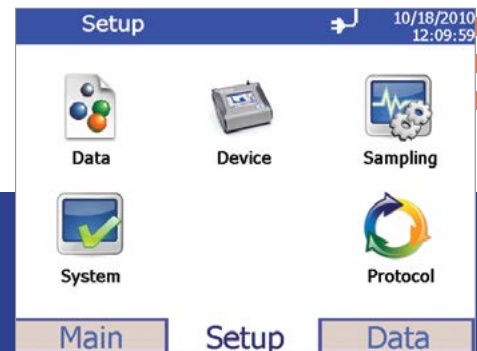 Setup
10/18/2010
12:09:59
Data Device Sampling
System Protocol
Main Setup Data